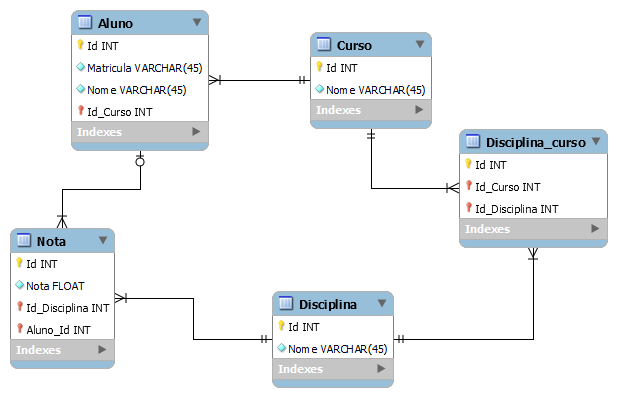 Aluno
Id INT
Matricula VARCHAR(45)
Nome VARCHAR(45)
Id_Curso INT
Indexes
Curso
Id INT
Nome VARCHAR(45)
Indexes
Disciplina_curso
Id INT
Id_Curso INT
Id_Disciplina INT
Indexes
Nota
Id INT
Nota FLOAT
Id_Disciplina INT
Aluno_Id INT
Indexes
Disciplina
Id INT
Nome VARCHAR(45)
Indexes